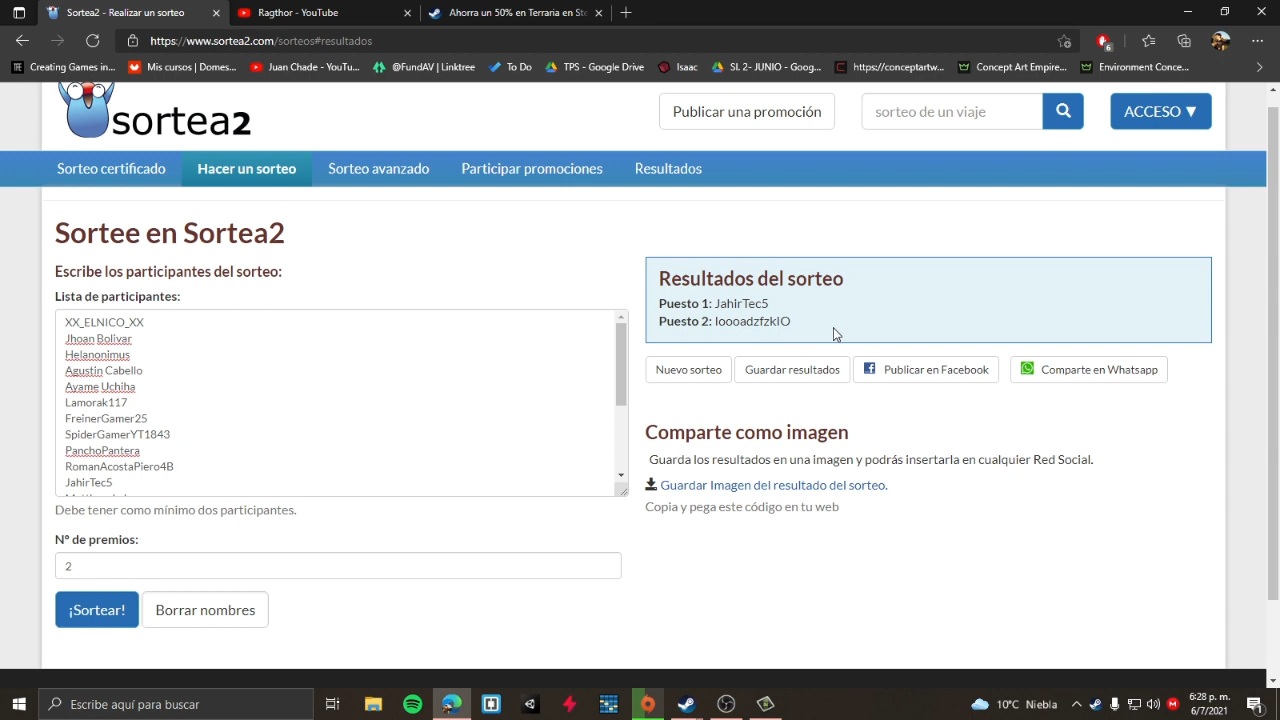 Sortea2 - Realizar un sorteo
Ragthor - YouTube
Ahorra un 50% en Terraria en Ste
https://www.sortea2.com/sorteos#resultados
6
Creating Games in...
Mis cursos | Domes...
Juan Chade - YouTu...
@FundAV | Linktree
To Do
TPS - Google Drive
Isaac
SI. 2- JUNIO - Goog...
https://conceptartw...
Concept Art Empire...
Environment Conce...
sortea2
Publicar una promoción
sorteo de un viaje
ACCESO ▼
Sorteo certificado
Hacer un sorteo
Sorteo avanzado
Participar promociones
Resultados
Sortee en Sortea2
Escribe los participantes del sorteo:
Lista de participantes:
XX_ELNICO_XX
Jhoan Bolivar
Helanonimus
Agustin Cabello
Ayame Uchiha
Lamorak117
FreinerGamer25
SpiderGamerYT1843
PanchoPantera
RomanAcostaPiero4B
JahirTec5
Debe tener como mínimo dos participantes.
Nº de premios:
2
¡Sortear!
Borrar nombres
Resultados del sorteo
Puesto 1: JahirTec5
Puesto 2: IoooadzfzkIO
Nuevo sorteo
Guardar resultados
Publicar en Facebook
Comparte en Whatsapp
Comparte como imagen
Guarda los resultados en una imagen y podrás insertarla en cualquier Red Social.
Guardar Imagen del resultado del sorteo.
Copia y pega este código en tu web
Escribe aquí para buscar
10°C Niebla
6:28 p. m.
6/7/2021
1